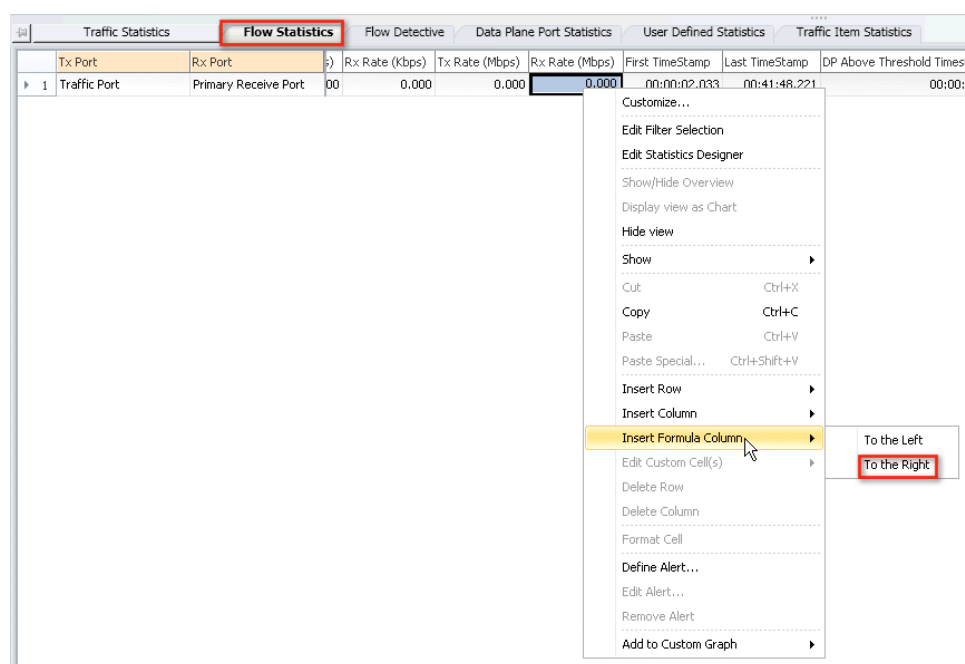 Traffic Statistics Flow Statistics Flow Detective Data Plane Port Statistics User Defined Statistics Traffic Item Statistics
Tx Port Rx Port ;) Rx Rate (Kbps) Tx Rate (Mbps) Rx Rate (Mbps) First TimeStamp Last TimeStamp DP Above Threshold Times
1 Traffic Port Primary Receive Port 00 0.000 0.000 0.000 00:00:02.033 00:41:48.221 00:00:
Customize...
Edit Filter Selection
Edit Statistics Designer
Show/Hide Overview
Display view as Chart
Hide view
Show
Cut Ctrl+X
Copy Ctrl+C
Paste Ctrl+V
Paste Special... Ctrl+Shift+V
Insert Row
Insert Column
Insert Formula Column
To the Left
Edit Custom Cell(s)
To the Right
Delete Row
Delete Column
Format Cell
Define Alert...
Edit Alert...
Remove Alert
Add to Custom Graph